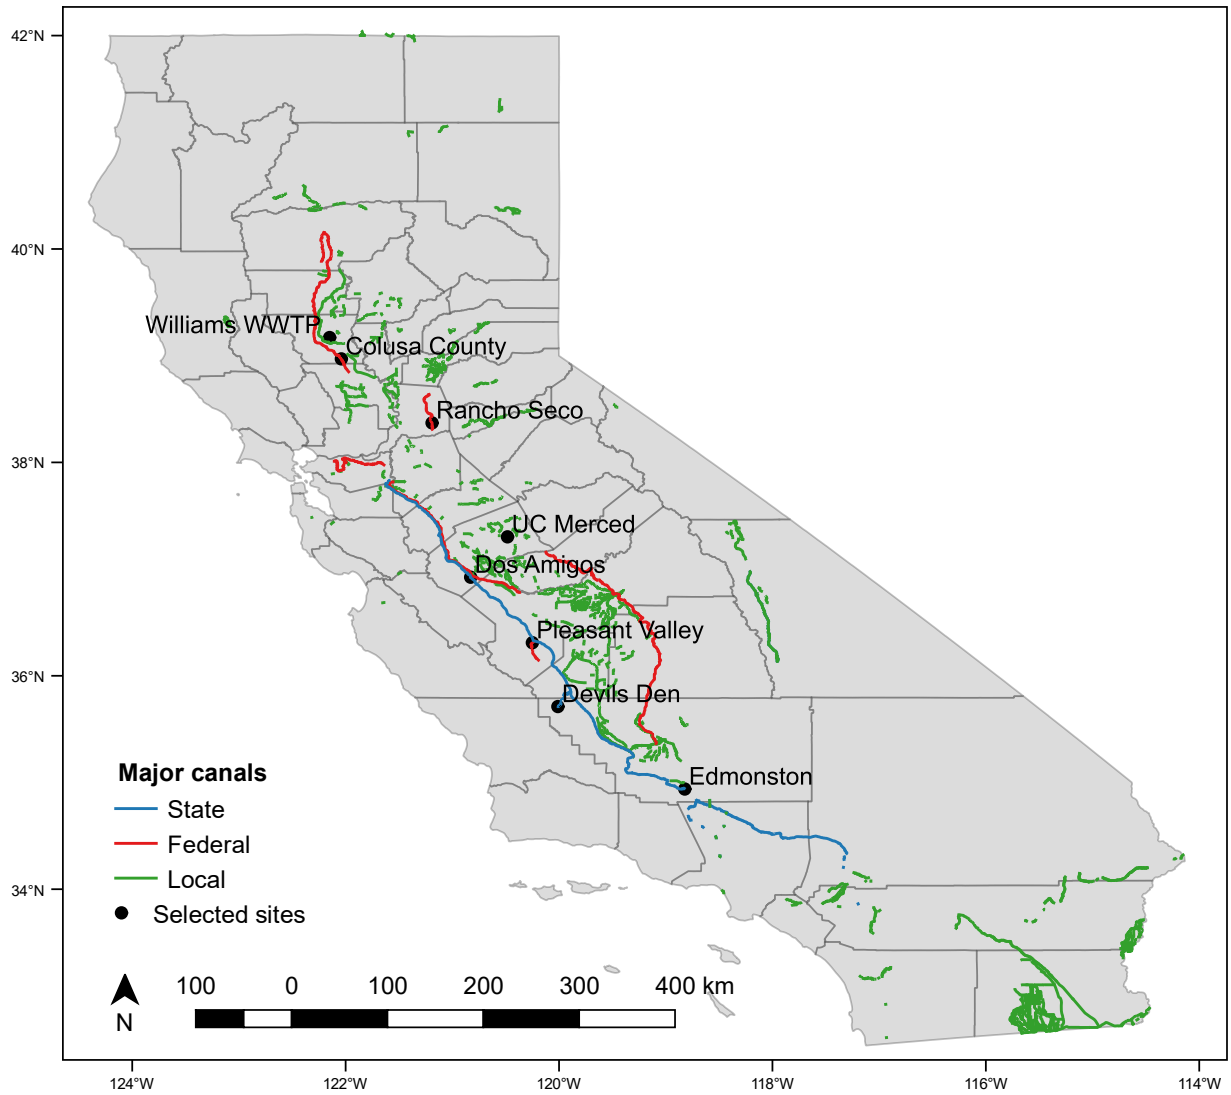 42°N
40°N
Williams WWTP
Colusa County
Rancho Seco
38°N
UC Merced
Dos Amigos
Pleasant Valley
36°N
Devils Den
Edmonston
Major canals
State
Federal
Local
34°N
Selected sites
100 0 100 200 300 400 km
N
124°W 122°W 120°W 118°W 116°W 114°W